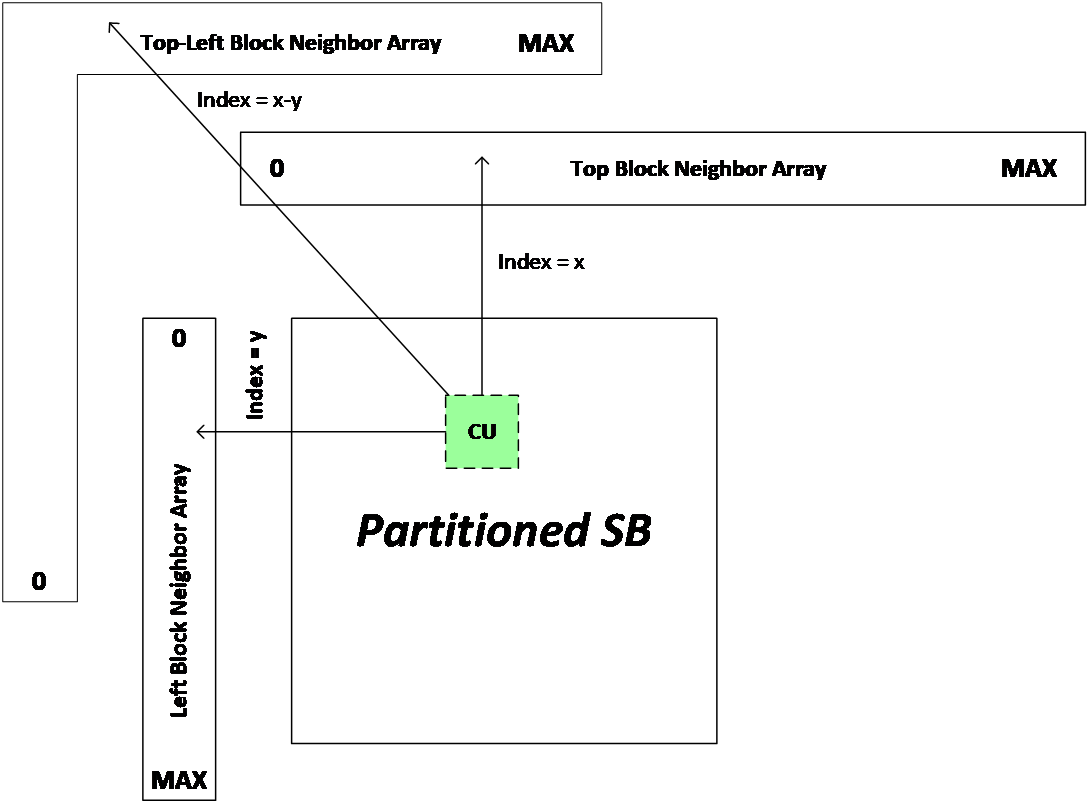 Top-Left Block Neighbor Array
MAX
Index = x-y
0
Top Block Neighbor Array
MAX
Index = x
0
Index = y
CU
Left Block Neighbor Array
Partitioned SB
0
MAX